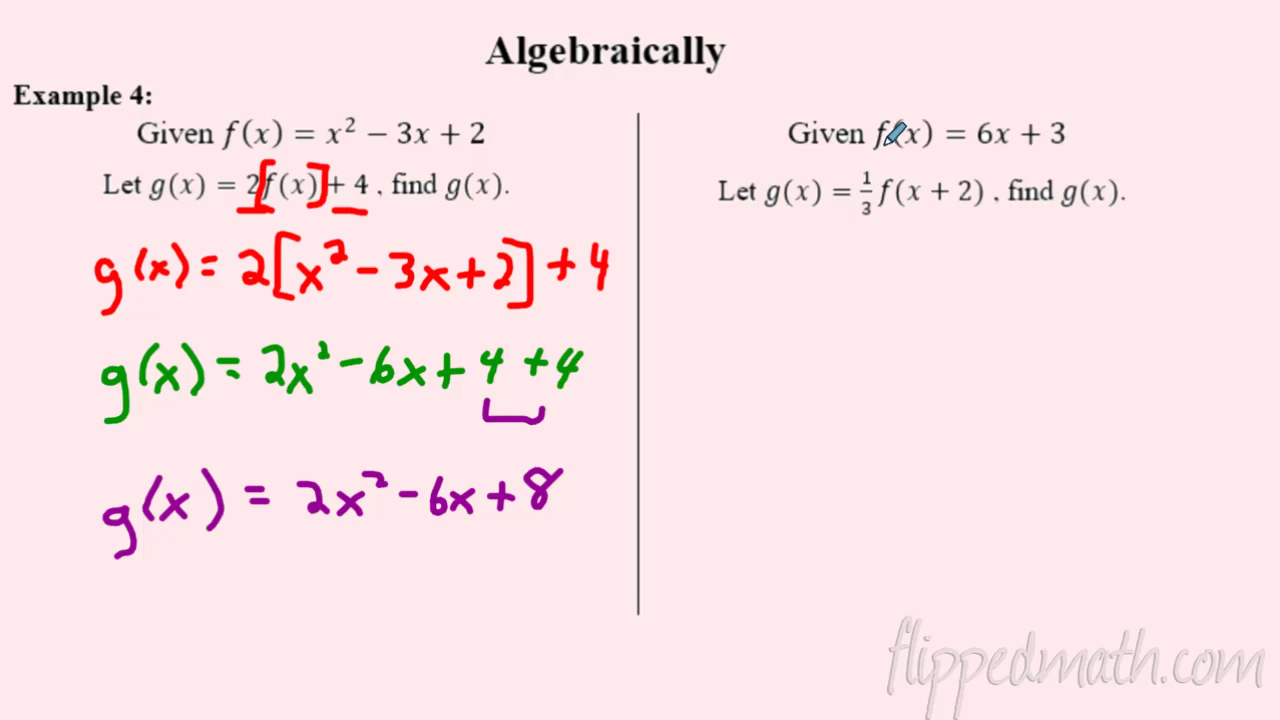 Algebraically
Example 4:
Given f(x) = x² − 3x + 2
Let g(x) = 2[f(x)] + 4 , find g(x).
g(x) = 2[x² − 3x + 2] + 4
g(x) = 2x² − 6x + 4 + 4
g(x) = 2x² − 6x + 8
Given f(x) = 6x + 3
Let g(x) = 1/3 f(x + 2) , find g(x).
flippedmath.com